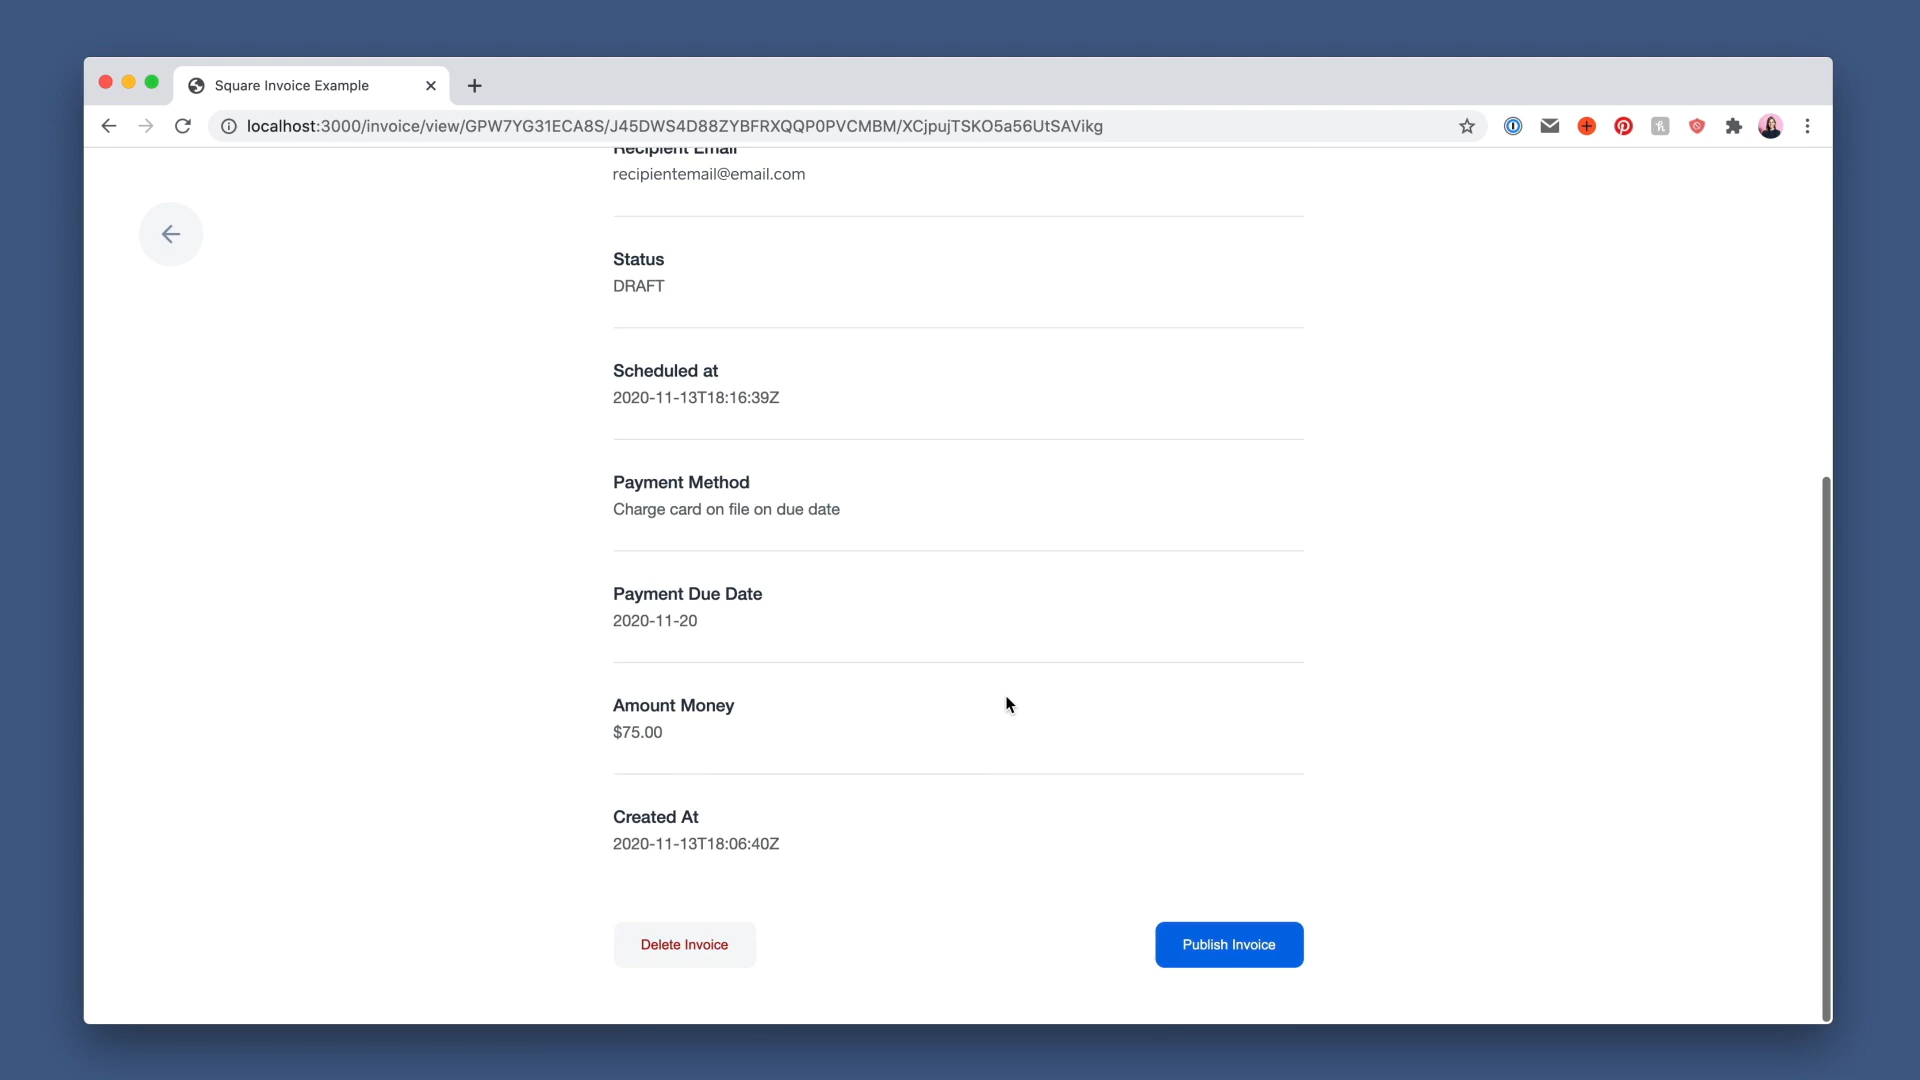 Square Invoice Example
localhost:3000/invoice/view/GPW7YG31ECA8S/J45DWS4D88ZYBFRXQQP0PVCMBM/XCjpujTSKO5a56UtSAVikg
Recipient Email
recipientemail@email.com
Status
DRAFT
Scheduled at
2020-11-13T18:16:39Z
Payment Method
Charge card on file on due date
Payment Due Date
2020-11-20
Amount Money
$75.00
Created At
2020-11-13T18:06:40Z
Delete Invoice
Publish Invoice